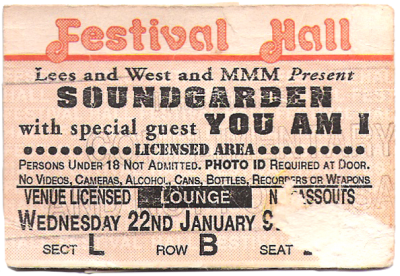 Festival Hall
Lees and West and MMM Present
SOUNDGARDEN
with special guest YOU AM I
LICENSED AREA
PERSONS UNDER 18 NOT ADMITTED. PHOTO ID REQUIRED AT DOOR.
NO VIDEOS, CAMERAS, ALCOHOL, CANS, BOTTLES, RECORDERS OR WEAPONS
VENUE LICENSED LOUNGE N ASSOUTS
WEDNESDAY 22ND JANUARY 9
SECT L ROW B SEAT